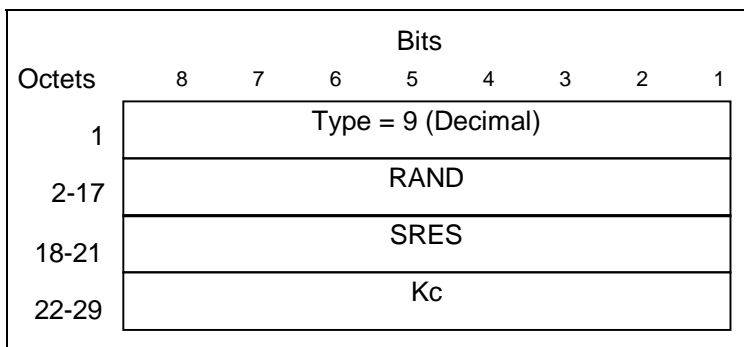 Bits
Octets 8 7 6 5 4 3 2 1
1 Type = 9 (Decimal)
2-17 RAND
18-21 SRES
22-29 Kc